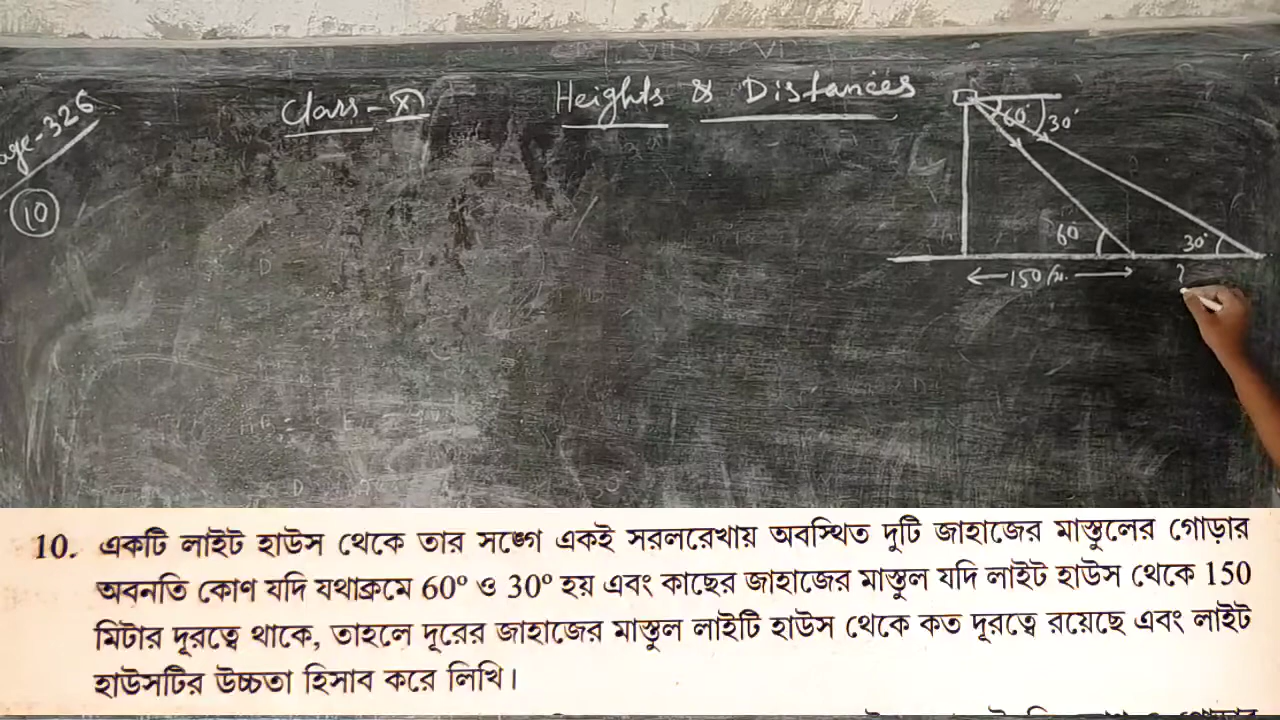 Class - X
Heights & Distances
age-326
10
60° 30°
60 30°
150 m. ?
10. একটি লাইট হাউস থেকে তার সঙ্গে একই সরলরেখায় অবস্থিত দুটি জাহাজের মাস্তুলের গোড়ার
অবনতি কোণ যদি যথাক্রমে 60° ও 30° হয় এবং কাছের জাহাজের মাস্তুল যদি লাইট হাউস থেকে 150
মিটার দূরত্বে থাকে, তাহলে দূরের জাহাজের মাস্তুল লাইটি হাউস থেকে কত দূরত্বে রয়েছে এবং লাইট
হাউসটির উচ্চতা হিসাব করে লিখি।